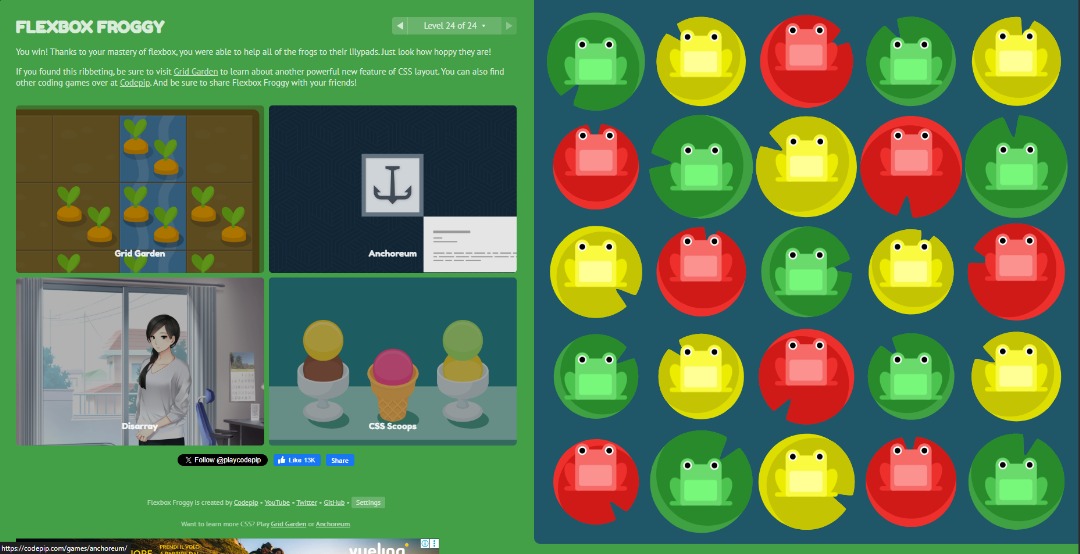 FLEXBOX FROGGY
Level 24 of 24
You win! Thanks to your mastery of flexbox, you were able to help all of the frogs to their lilypads. Just look how hoppy they are!
If you found this ribbeting, be sure to visit Grid Garden to learn about another powerful new feature of CSS layout. You can also find
other coding games over at Codepip. And be sure to share Flexbox Froggy with your friends!
Grid Garden
Anchoreum
Disarray
CSS Scoops
Follow @playcodepip
Like 13K
Share
Flexbox Froggy is created by Codepip • YouTube • Twitter • GitHub • Settings
Want to learn more CSS? Play Grid Garden or Anchoreum
https://codepip.com/games/anchoreum/
PRENDI IL VOLO
vueling